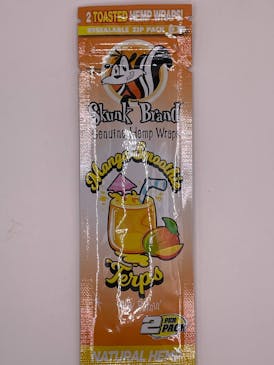 2 TOASTED HEMP WRAPS!
RESEALABLE ZIP PACK
Skunk Brand
Genuine Hemp Wraps
Mango Smoothie
Terps
2 PER PACK
NATURAL HEMP